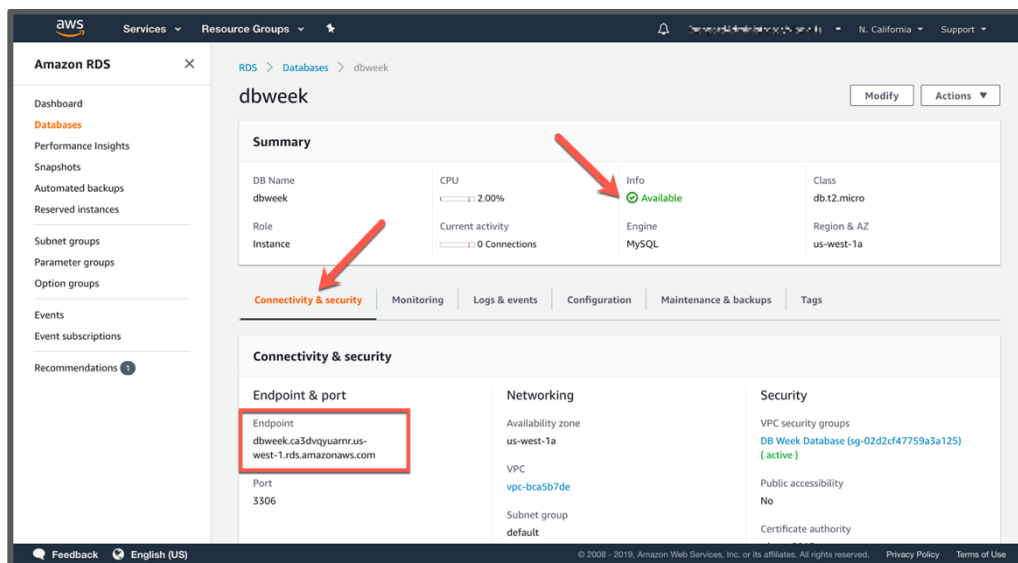 aws
Services
Resource Groups
N. California
Support
Amazon RDS
Dashboard
Databases
Performance Insights
Snapshots
Automated backups
Reserved instances
Subnet groups
Parameter groups
Option groups
Events
Event subscriptions
Recommendations 1
RDS > Databases > dbweek
dbweek
Modify
Actions
Summary
DB Name
dbweek
CPU
2.00%
Info
Available
Class
db.t2.micro
Role
Instance
Current activity
0 Connections
Engine
MySQL
Region & AZ
us-west-1a
Connectivity & security
Monitoring
Logs & events
Configuration
Maintenance & backups
Tags
Connectivity & security
Endpoint & port
Endpoint
dbweek.ca3dvqyuarnr.us-
west-1.rds.amazonaws.com
Port
3306
Networking
Availability zone
us-west-1a
VPC
vpc-bca5b7de
Subnet group
default
Security
VPC security groups
DB Week Database (sg-02d2cf47759a3a125)
( active )
Public accessibility
No
Certificate authority
Feedback
English (US)
© 2008 - 2019, Amazon Web Services, Inc. or its affiliates. All rights reserved.
Privacy Policy
Terms of Use